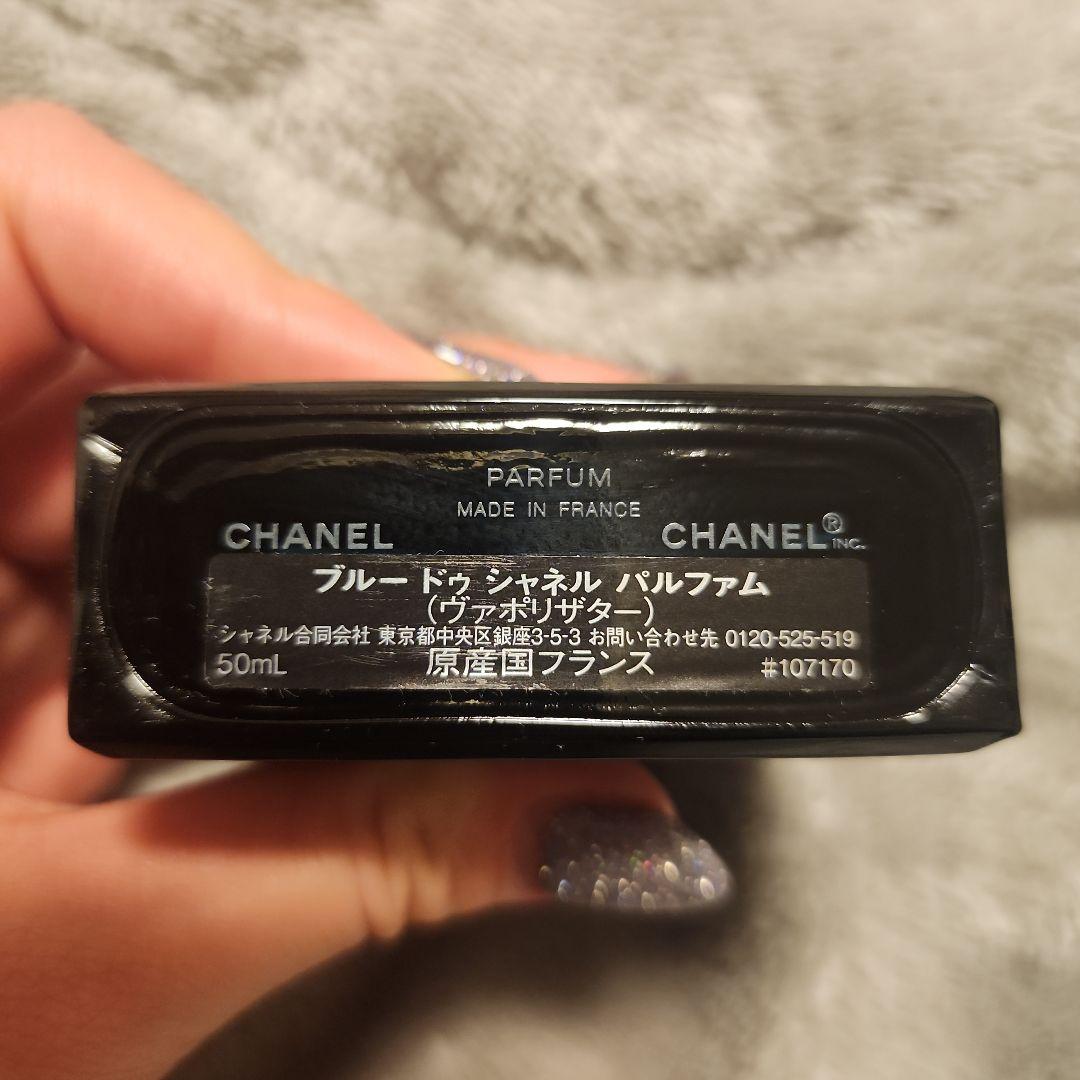 PARFUM
MADE IN FRANCE
CHANEL CHANEL® INC.
ブルー ドゥ シャネル パルファム
(ヴァポリザター)
シャネル合同会社 東京都中央区銀座3-5-3 お問い合わせ先 0120-525-519
50mL 原産国フランス #107170